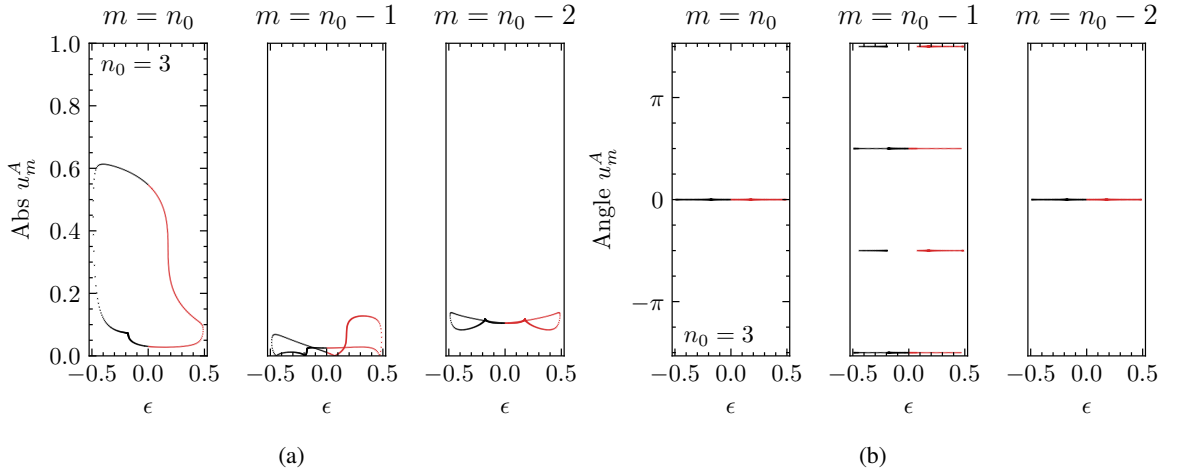 m = n₀
m = n₀ − 1
m = n₀ − 2
m = n₀
m = n₀ − 1
m = n₀ − 2
1.0
0.8
0.6
0.4
0.2
0.0
Abs uₘᴬ
n₀ = 3
−0.5 0.0 0.5
−0.5 0.0 0.5
−0.5 0.0 0.5
ϵ
ϵ
ϵ
(a)
π
0
−π
Angle uₘᴬ
n₀ = 3
−0.5 0.0 0.5
−0.5 0.0 0.5
−0.5 0.0 0.5
ϵ
ϵ
ϵ
(b)